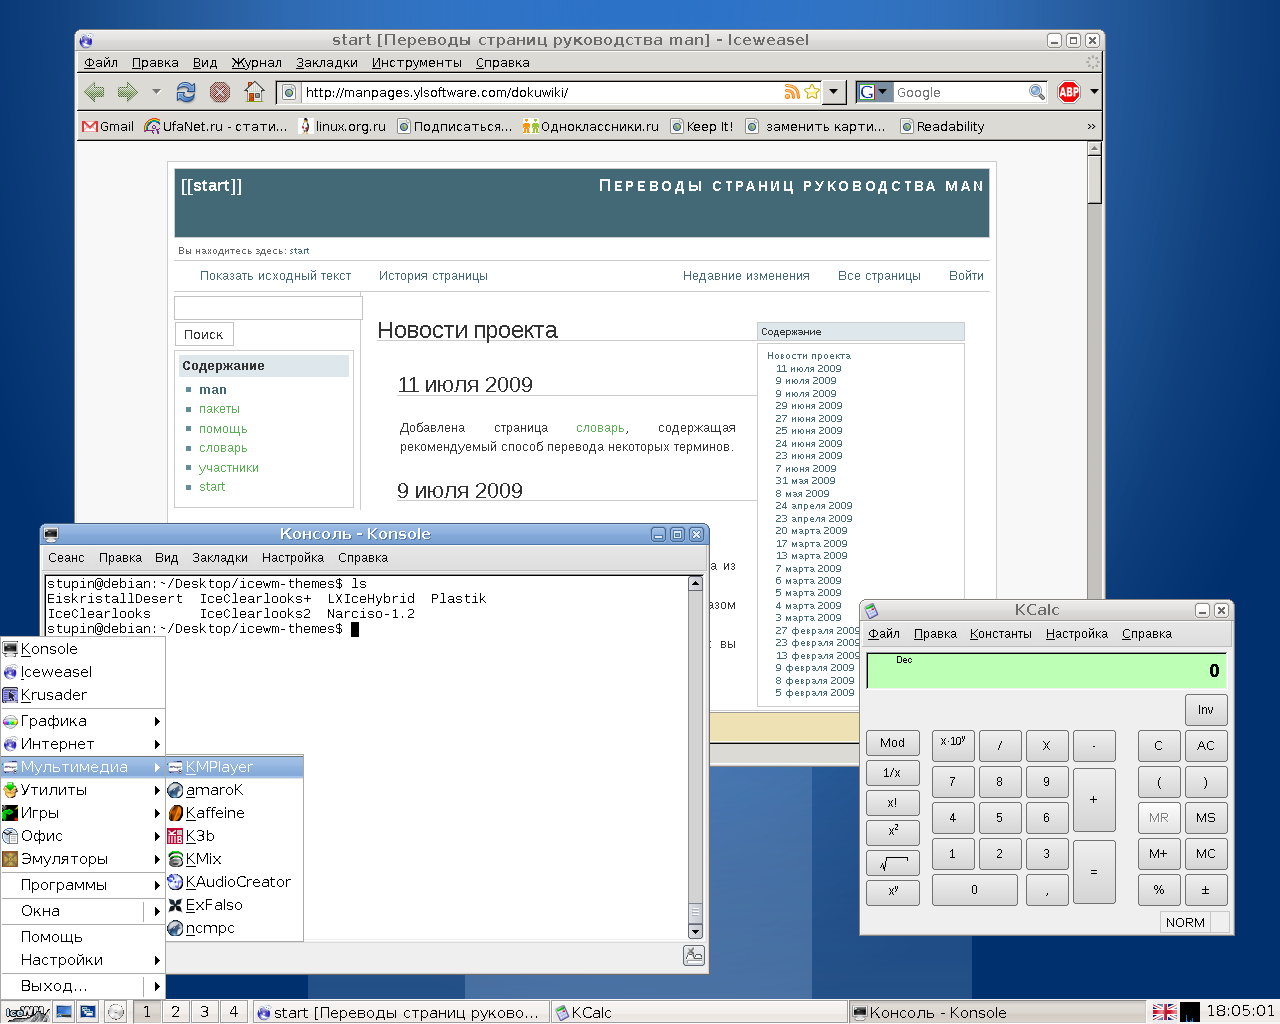 start [Переводы страниц руководства man] - Iceweasel
Файл Правка Вид Журнал Закладки Инструменты Справка
http://manpages.ylsoftware.com/dokuwiki/
G Google ABP
Gmail UfaNet.ru - стати... linux.org.ru Подписаться... Одноклассники.ru Keep It! заменить карти... Readability »
[[start]] Переводы страниц руководства man
Вы находитесь здесь: start
Показать исходный текст История страницы Недавние изменения Все страницы Войти
Поиск
Содержание
man
пакеты
помощь
словарь
участники
start
Новости проекта
11 июля 2009
Добавлена страница словарь, содержащая
рекомендуемый способ перевода некоторых терминов.
9 июля 2009
а из
азом
вы
Содержание
Новости проекта
11 июля 2009
9 июля 2009
9 июля 2009
29 июня 2009
27 июня 2009
25 июня 2009
24 июня 2009
23 июня 2009
7 июня 2009
31 мая 2009
8 мая 2009
24 апреля 2009
23 апреля 2009
20 марта 2009
17 марта 2009
13 марта 2009
7 марта 2009
6 марта 2009
5 марта 2009
4 марта 2009
3 марта 2009
27 февраля 2009
23 февраля 2009
13 февраля 2009
9 февраля 2009
8 февраля 2009
5 февраля 2009
Консоль - Konsole
Сеанс Правка Вид Закладки Настройка Справка
stupin@debian:~/Desktop/icewm-themes$ ls
EiskristallDesert IceClearlooks+ LXIceHybrid Plastik
IceClearlooks IceClearlooks2 Narciso-1.2
stupin@debian:~/Desktop/icewm-themes$
Konsole
Iceweasel
Krusader
Графика
Интернет
Мультимедиа
Утилиты
Игры
Офис
Эмуляторы
Программы
Окна
Помощь
Настройки
Выход...
KMPlayer
amaroK
Kaffeine
K3b
KMix
KAudioCreator
ExFalso
ncmpc
KCalc
Файл Правка Константы Настройка Справка
Dec 0
Inv
Mod x·10ʸ / X - C AC
1/x 7 8 9 + ( )
x! 4 5 6 MR MS
x² 1 2 3 = M+ MC
√ 0 , % ±
xʸ
NORM
IceWM 1 2 3 4 start [Переводы страниц руково... KCalc Консоль - Konsole 18:05:01